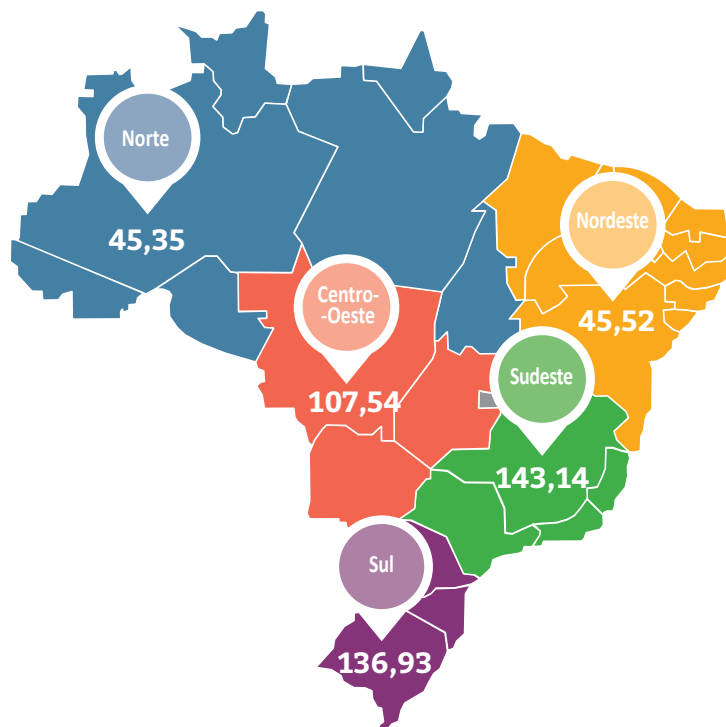 Norte
45,35
Nordeste
45,52
Centro-
-Oeste
107,54
Sudeste
143,14
Sul
136,93